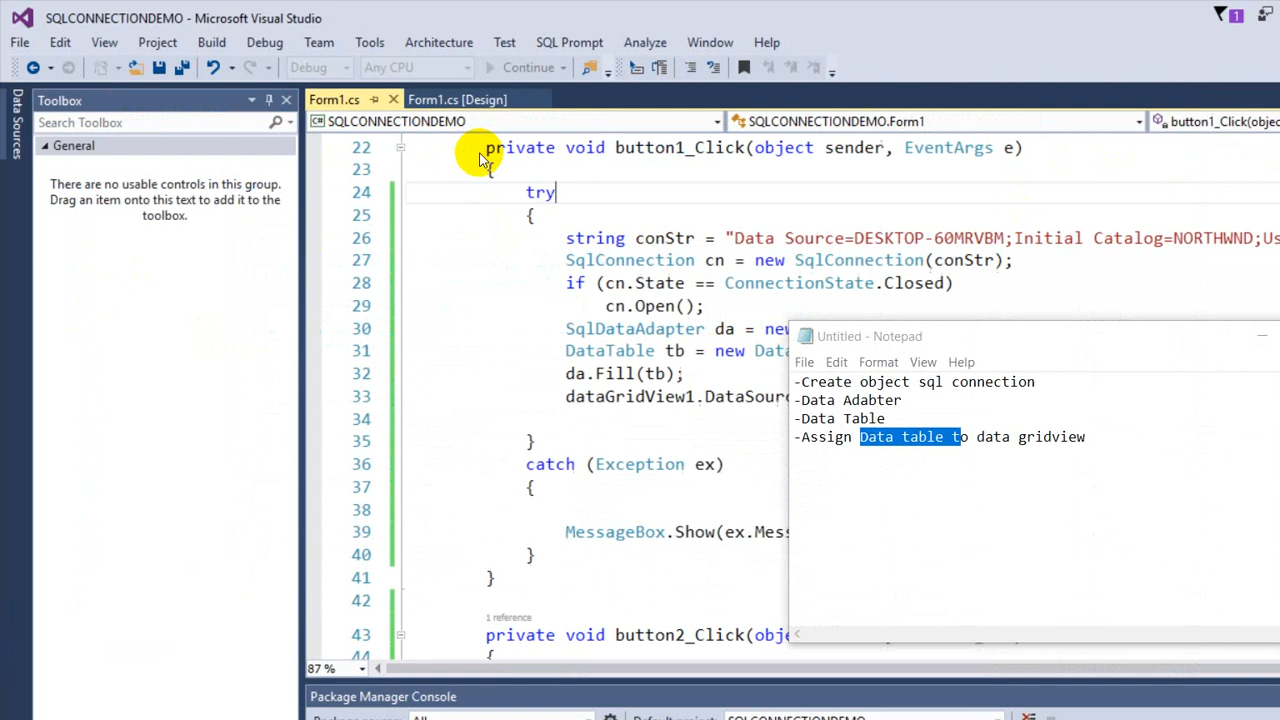 SQLCONNECTIONDEMO - Microsoft Visual Studio
1
File Edit View Project Build Debug Team Tools Architecture Test SQL Prompt Analyze Window Help
Debug Any CPU Continue
Data Sources
Toolbox
Search Toolbox
General
There are no usable controls in this group.
Drag an item onto this text to add it to the
toolbox.
Form1.cs Form1.cs [Design]
C# SQLCONNECTIONDEMO SQLCONNECTIONDEMO.Form1 button1_Click(objec
22 private void button1_Click(object sender, EventArgs e)
23 {
24 try
25 {
26 string conStr = "Data Source=DESKTOP-60MRVBM;Initial Catalog=NORTHWND;Us
27 SqlConnection cn = new SqlConnection(conStr);
28 if (cn.State == ConnectionState.Closed)
29 cn.Open();
30 SqlDataAdapter da = new
31 DataTable tb = new Data
32 da.Fill(tb);
33 dataGridView1.DataSourc
34
35 }
36 catch (Exception ex)
37 {
38
39 MessageBox.Show(ex.Mess
40 }
41 }
42
1 reference
43 private void button2_Click(obje
44 {
87 %
Untitled - Notepad
File Edit Format View Help
-Create object sql connection
-Data Adabter
-Data Table
-Assign Data table to data gridview
Package Manager Console
Package source: All Default project: SQLCONNECTIONDEMO